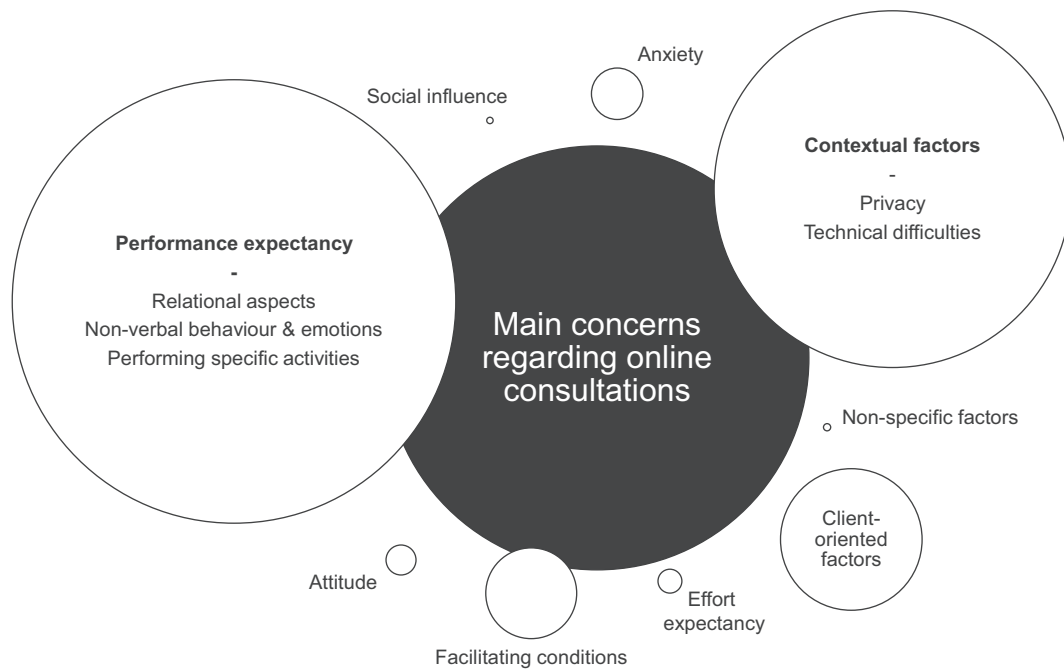 Anxiety
Social influence
Contextual factors
-
Privacy
Technical difficulties
Performance expectancy
-
Relational aspects
Non-verbal behaviour & emotions
Performing specific activities
Main concerns
regarding online
consultations
Non-specific factors
Client-
oriented
factors
Attitude
Effort
expectancy
Facilitating conditions